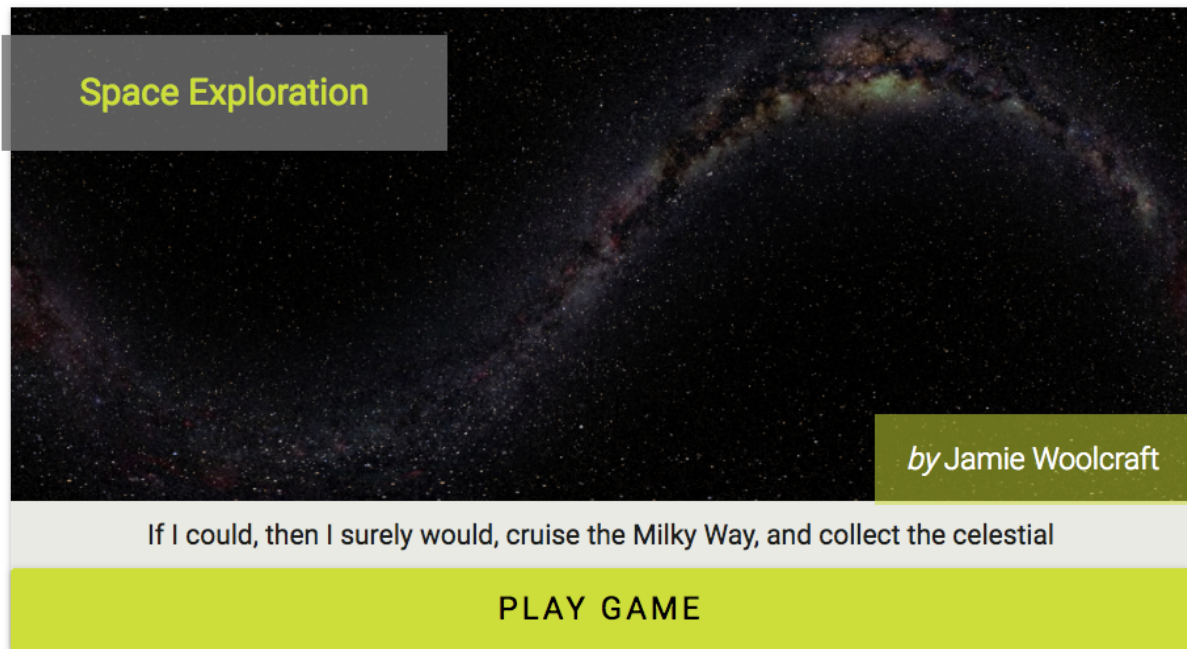 Space Exploration
by Jamie Woolcraft
If I could, then I surely would, cruise the Milky Way, and collect the celestial
PLAY GAME